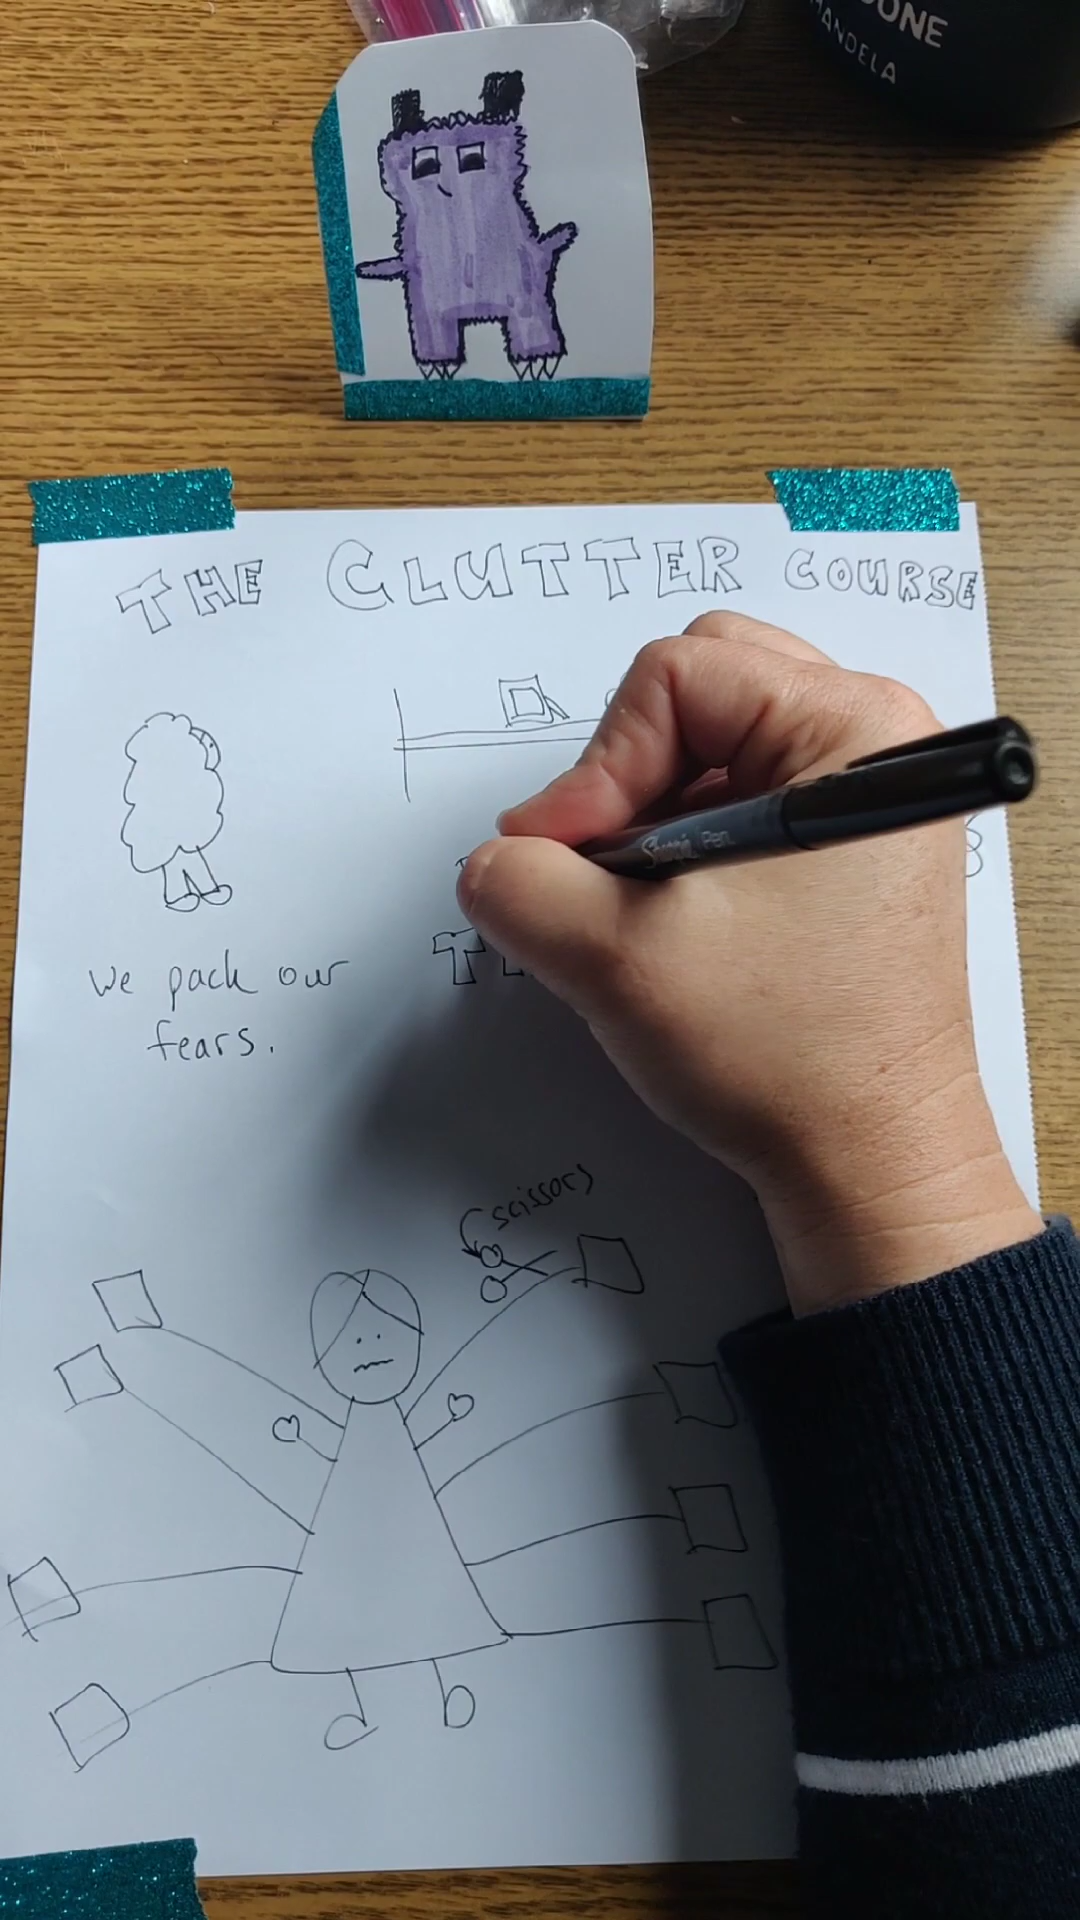 DONE
MANDELA
THE CLUTTER COURSE
Sharpie Pen
we pack our
fears.
scissors